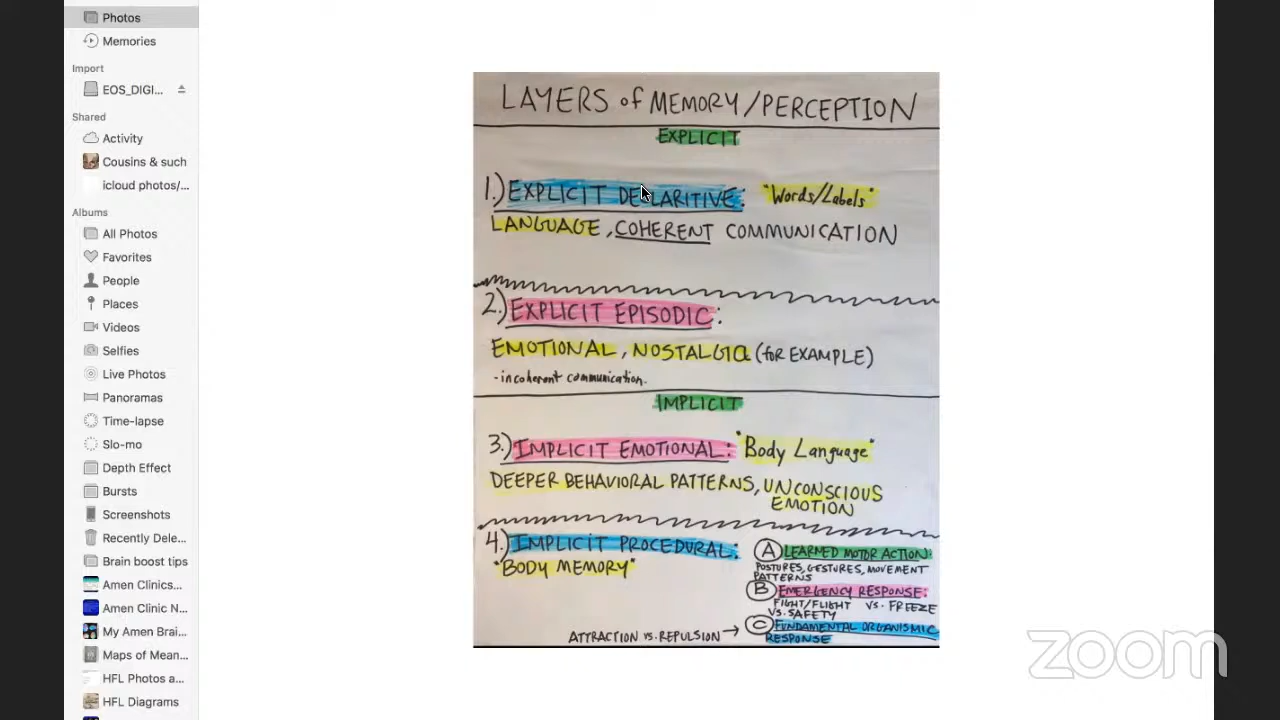 Photos
Memories
Import
EOS_DIGI...
Shared
Activity
Cousins & such
icloud photos/...
Albums
All Photos
Favorites
People
Places
Videos
Selfies
Live Photos
Panoramas
Time-lapse
Slo-mo
Depth Effect
Bursts
Screenshots
Recently Dele...
Brain boost tips
Amen Clinics...
Amen Clinic N...
My Amen Brai...
Maps of Mean...
HFL Photos a...
HFL Diagrams
LAYERS of MEMORY/PERCEPTION
EXPLICIT
1.) EXPLICIT DECLARITIVE: "Words/Labels"
LANGUAGE, COHERENT COMMUNICATION
2.) EXPLICIT EPISODIC:
EMOTIONAL, NOSTALGIA (for EXAMPLE)
-incoherent communication.
IMPLICIT
3.) IMPLICIT EMOTIONAL: "Body Language"
DEEPER BEHAVIORAL PATTERNS, UNCONSCIOUS
EMOTION
4.) IMPLICIT PROCEDURAL:
"BODY MEMORY"
A LEARNED MOTOR ACTION:
POSTURES, GESTURES, MOVEMENT
PATTERNS
B EMERGENCY RESPONSE:
FIGHT/FLIGHT VS. FREEZE
VS. SAFETY
ATTRACTION VS. REPULSION → C FUNDAMENTAL ORGANISMIC
RESPONSE
zoom